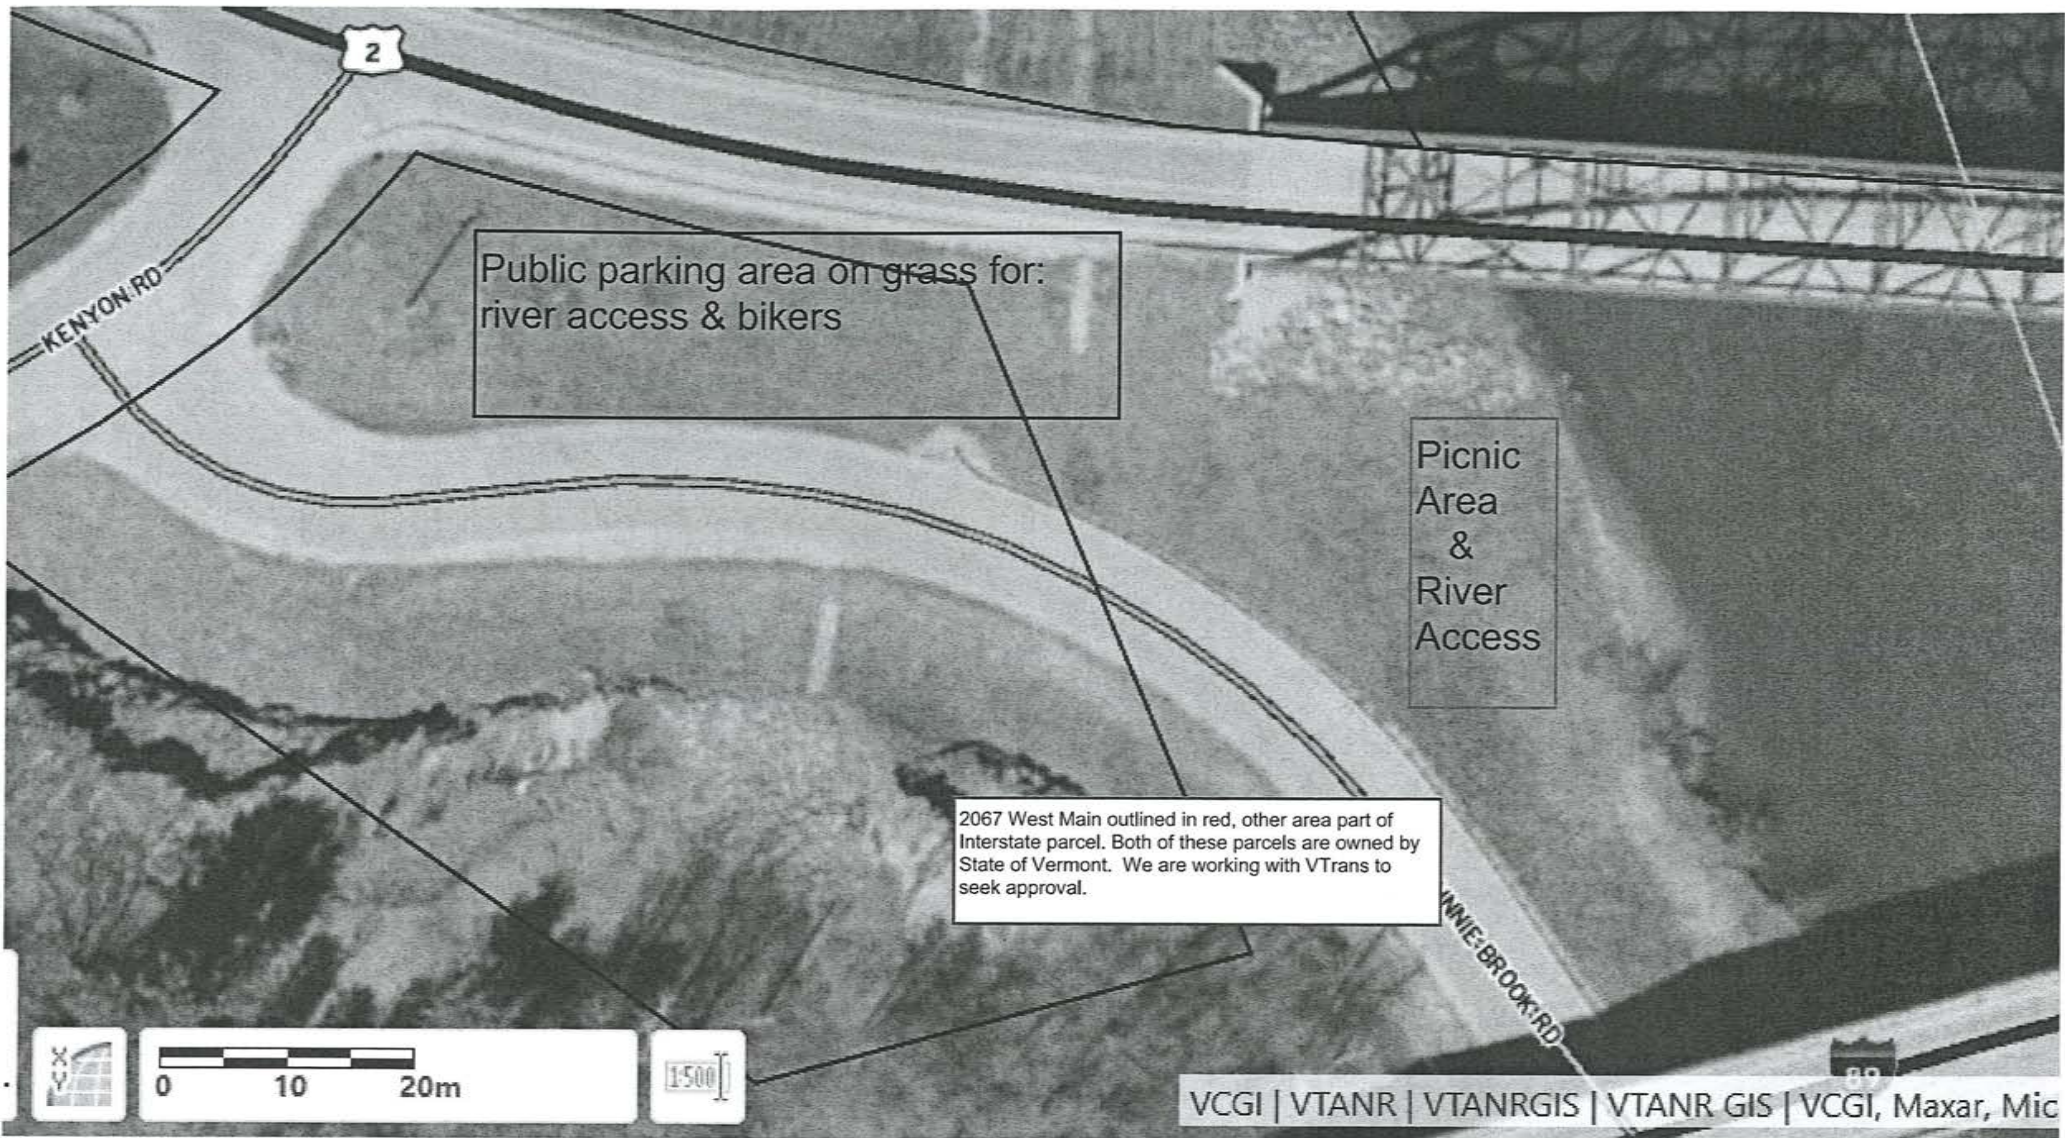 2
KENYON RD
Public parking area on grass for:
river access & bikers
Picnic
Area
&
River
Access
2067 West Main outlined in red, other area part of
Interstate parcel. Both of these parcels are owned by
State of Vermont. We are working with VTrans to
seek approval.
INNIE BROOK RD
89
X
Y
0 10 20m
1:500
VCGI | VTANR | VTANRGIS | VTANR GIS | VCGI, Maxar, Mic